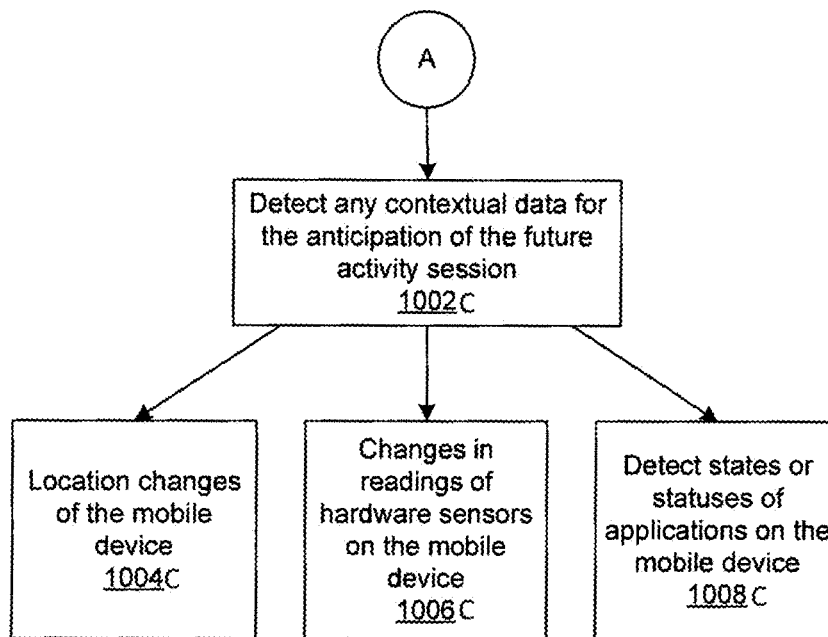 A
Detect any contextual data for
the anticipation of the future
activity session
1002C
Location changes
of the mobile
device
1004C
Changes in
readings of
hardware sensors
on the mobile
device
1006C
Detect states or
statuses of
applications on the
mobile device
1008C